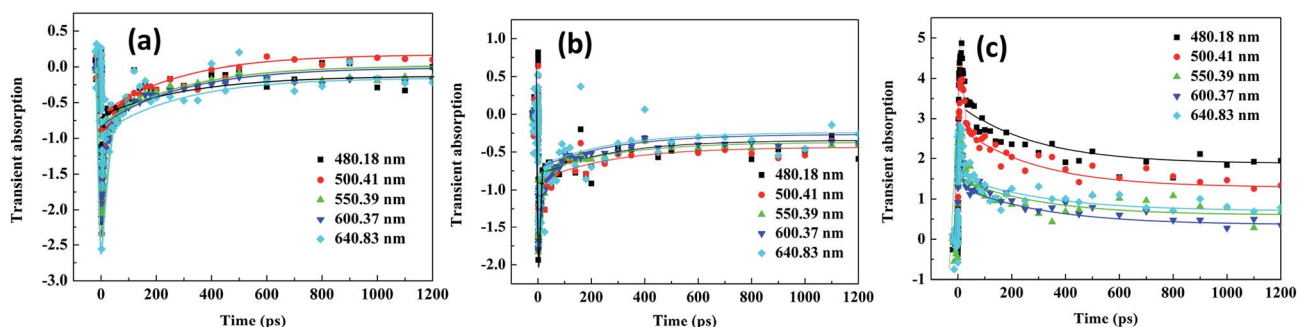 (a)
Transient absorption
0.5
0.0
-0.5
-1.0
-1.5
-2.0
-2.5
-3.0
480.18 nm
500.41 nm
550.39 nm
600.37 nm
640.83 nm
0 200 400 600 800 1000 1200
Time (ps)
(b)
Transient absorption
1.0
0.5
0.0
-0.5
-1.0
-1.5
-2.0
480.18 nm
500.41 nm
550.39 nm
600.37 nm
640.83 nm
0 200 400 600 800 1000 1200
Time (ps)
(c)
Transient absorption
5
4
3
2
1
0
-1
480.18 nm
500.41 nm
550.39 nm
600.37 nm
640.83 nm
0 200 400 600 800 1000 1200
Time (ps)